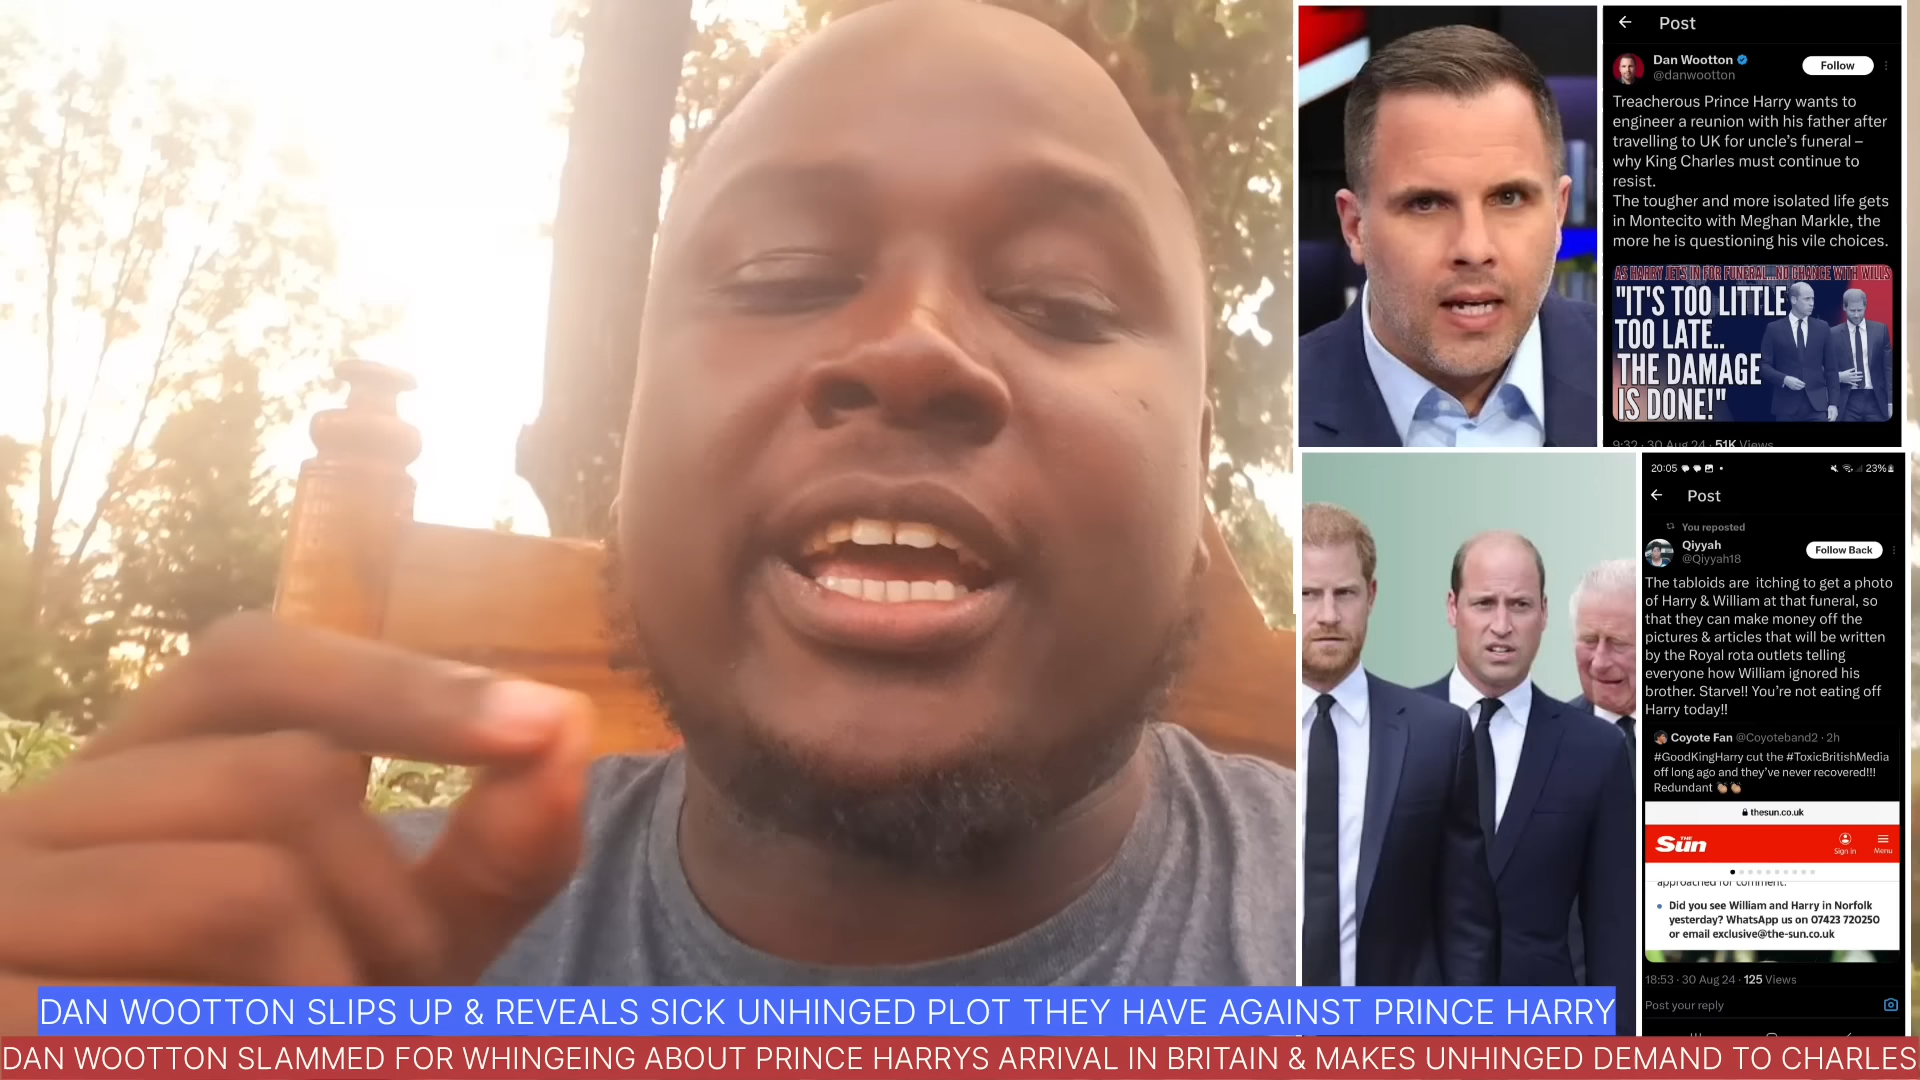 Post
Dan Wootton
@danwootton
Follow
Treacherous Prince Harry wants to
engineer a reunion with his father after
travelling to UK for uncle's funeral –
why King Charles must continue to
resist.
The tougher and more isolated life gets
in Montecito with Meghan Markle, the
more he is questioning his vile choices.
AS HARRY JETS IN FOR FUNERAL...NO CHANCE WITH WILLS
"IT'S TOO LITTLE
TOO LATE..
THE DAMAGE
IS DONE!"
9:32 · 30 Aug 24 · 51K Views
20:05
23%
Post
You reposted
Qiyyah
@Qiyyah18
Follow Back
The tabloids are itching to get a photo
of Harry & William at that funeral, so
that they can make money off the
pictures & articles that will be written
by the Royal rota outlets telling
everyone how William ignored his
brother. Starve!! You're not eating off
Harry today!!
Coyote Fan @Coyoteband2 · 2h
#GoodKingHarry cut the #ToxicBritishMedia
off long ago and they've never recovered!!!
Redundant
thesun.co.uk
THE Sun
Sign in
Menu
approached for comment.
• Did you see William and Harry in Norfolk
yesterday? WhatsApp us on 07423 720250
or email exclusive@the-sun.co.uk
18:53 · 30 Aug 24 · 125 Views
Post your reply
DAN WOOTTON SLIPS UP & REVEALS SICK UNHINGED PLOT THEY HAVE AGAINST PRINCE HARRY
DAN WOOTTON SLAMMED FOR WHINGEING ABOUT PRINCE HARRYS ARRIVAL IN BRITAIN & MAKES UNHINGED DEMAND TO CHARLES